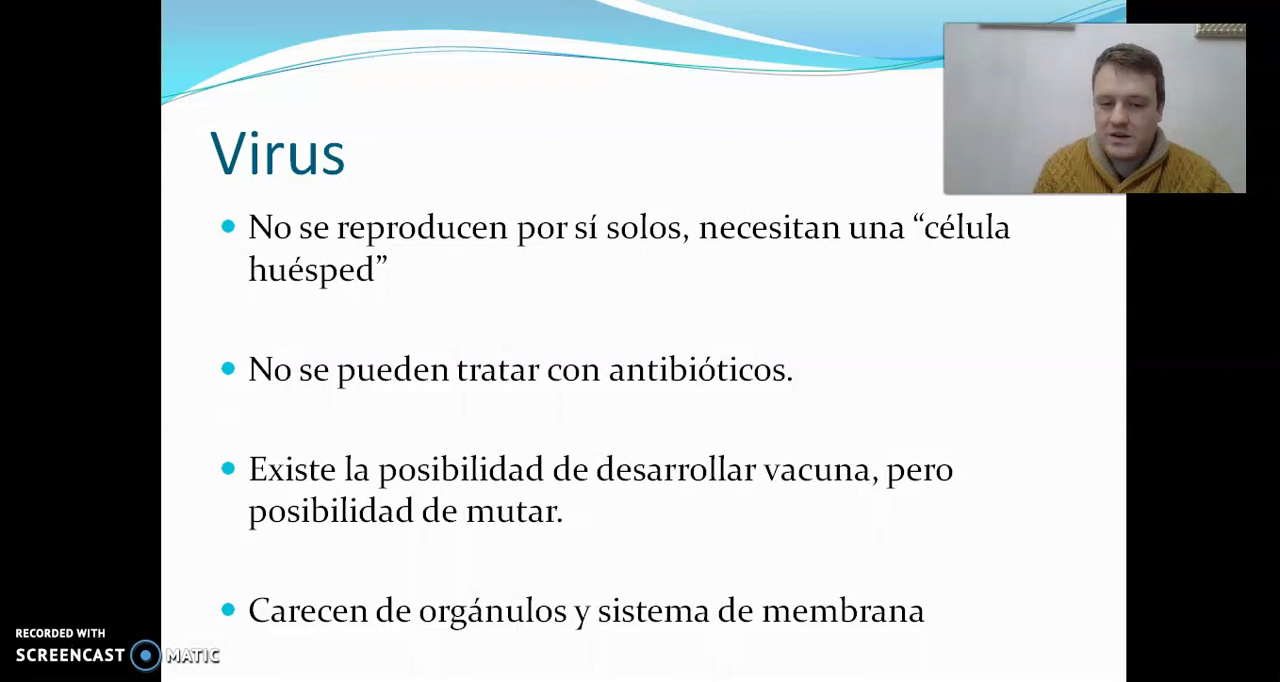 Virus
No se reproducen por sí solos, necesitan una “célula
huésped”
No se pueden tratar con antibióticos.
Existe la posibilidad de desarrollar vacuna, pero
posibilidad de mutar.
Carecen de orgánulos y sistema de membrana
RECORDED WITH
SCREENCAST MATIC